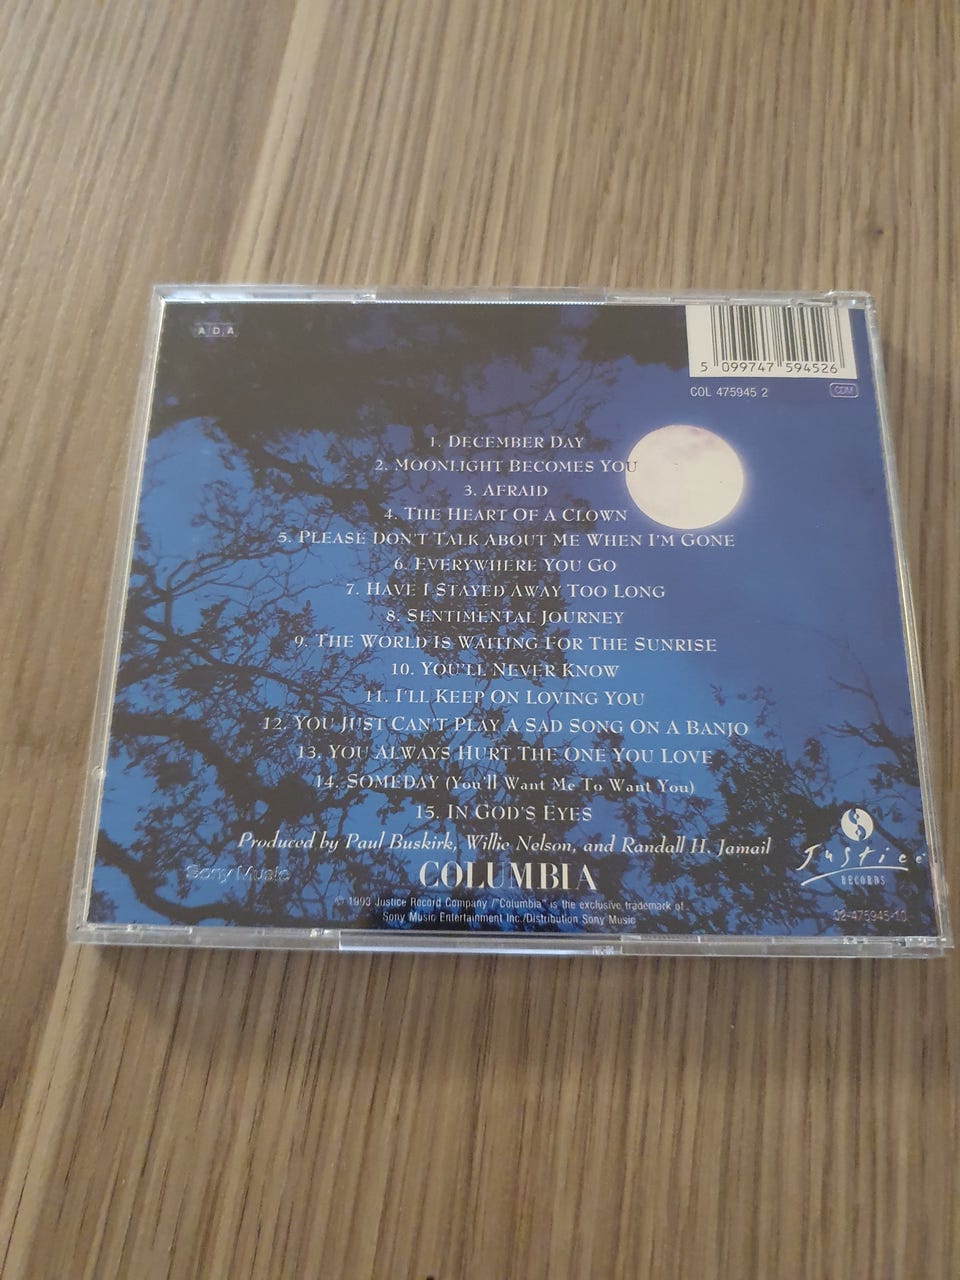 A D A
5 099747 594526
COL 475945 2
CDM
1. DECEMBER DAY
2. MOONLIGHT BECOMES YOU
3. AFRAID
4. THE HEART OF A CLOWN
5. PLEASE DON'T TALK ABOUT ME WHEN I'M GONE
6. EVERYWHERE YOU GO
7. HAVE I STAYED AWAY TOO LONG
8. SENTIMENTAL JOURNEY
9. THE WORLD IS WAITING FOR THE SUNRISE
10. YOU'LL NEVER KNOW
11. I'LL KEEP ON LOVING YOU
12. YOU JUST CAN'T PLAY A SAD SONG ON A BANJO
13. YOU ALWAYS HURT THE ONE YOU LOVE
14. SOMEDAY (You'll Want Me To Want You)
15. IN GOD'S EYES
Produced by Paul Buskirk, Willie Nelson, and Randall H. Jamail
Justice
RECORDS
Sony Music
COLUMBIA
℗ 1993 Justice Record Company /"Columbia" is the exclusive trademark of
Sony Music Entertainment Inc./Distribution Sony Music
02-475945-10